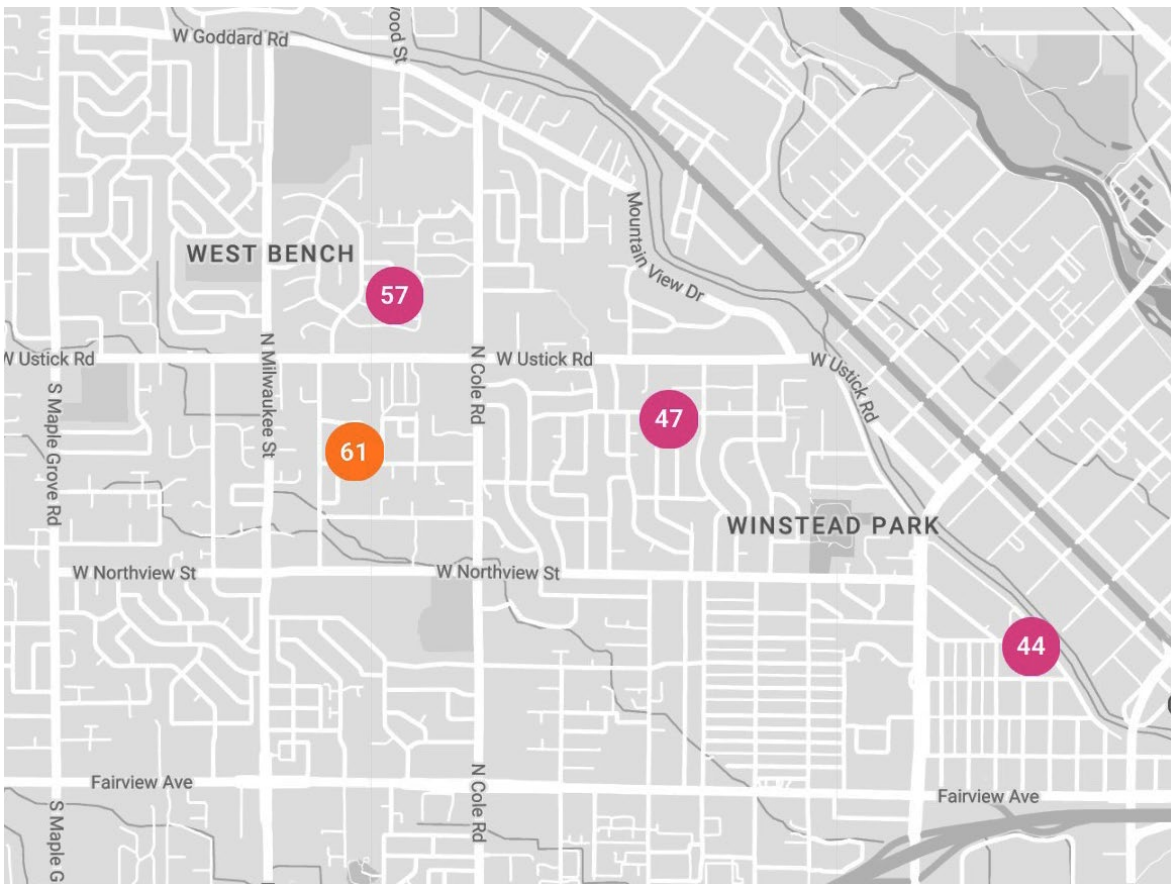 W Goddard Rd
wood St
Mountain View Dr
WEST BENCH
57
W Ustick Rd
N Milwaukee St
N Cole Rd
W Ustick Rd
W Ustick Rd
S Maple Grove Rd
47
61
WINSTEAD PARK
W Northview St
W Northview St
44
Fairview Ave
N Cole Rd
Fairview Ave
S Maple G